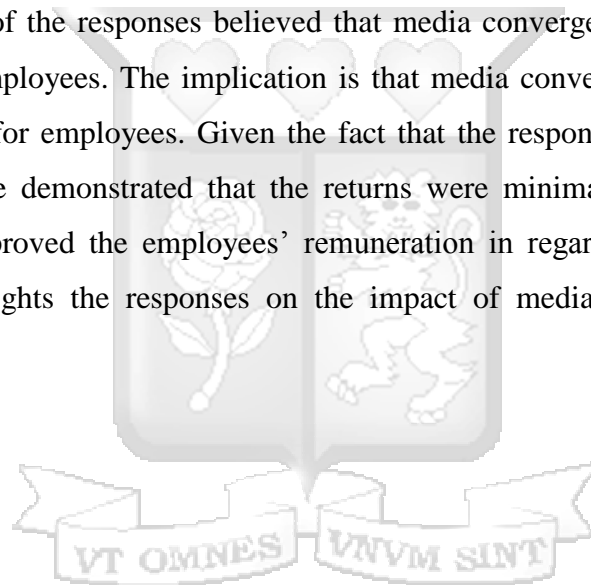 of the responses believed that media converge
mployees. The implication is that media conve
for employees. Given the fact that the respon
e demonstrated that the returns were minima
proved the employees’ remuneration in regar
ghts the responses on the impact of media
VT OMNES VNVM SINT